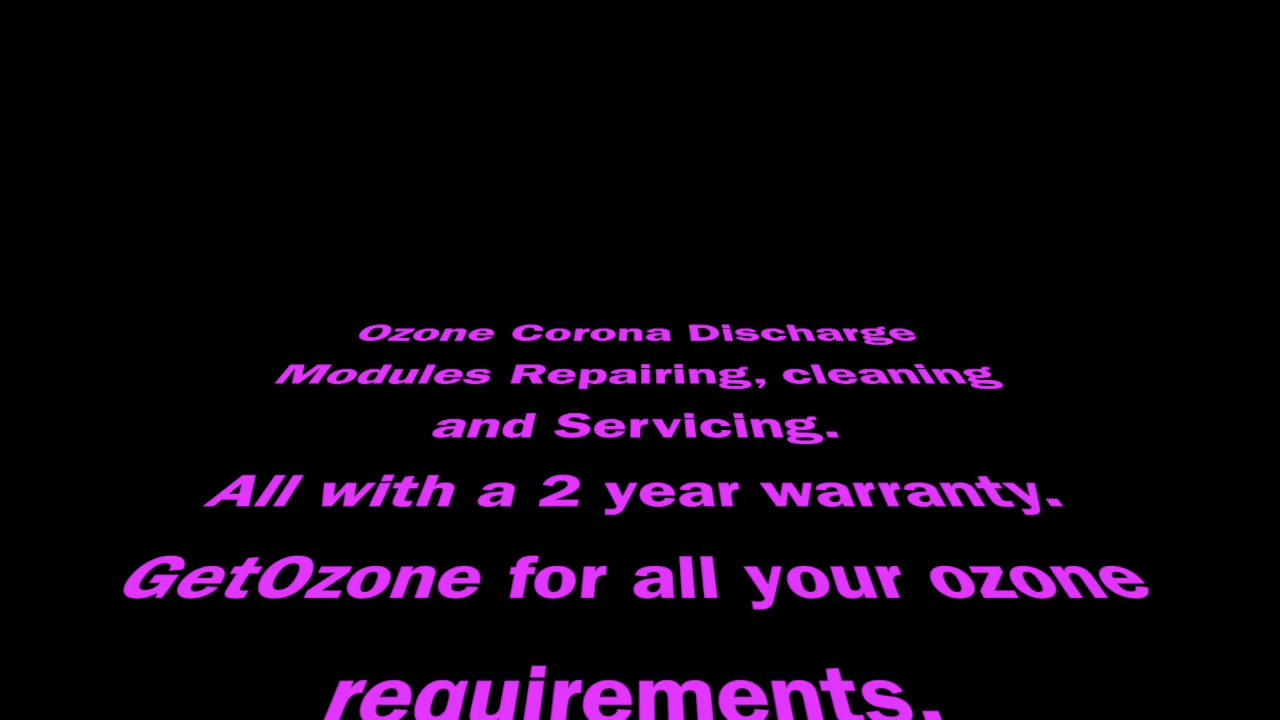 Ozone Corona Discharge
Modules Repairing, cleaning
and Servicing.
All with a 2 year warranty.
GetOzone for all your ozone
requirements.